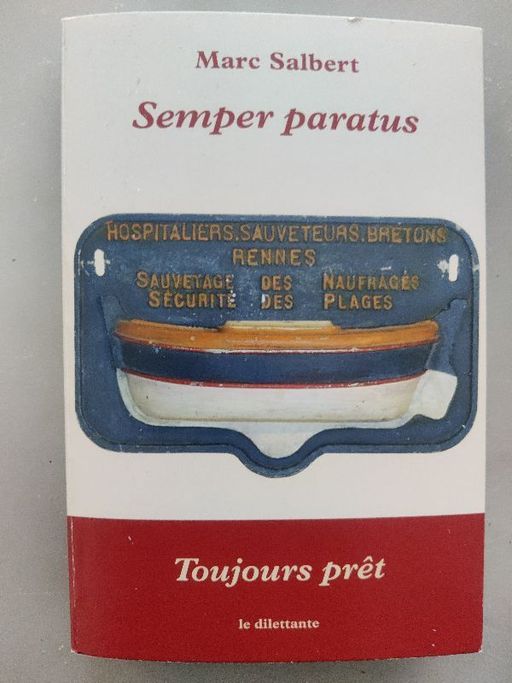 Marc Salbert
Semper paratus
HOSPITALIERS.SAUVETEURS.BRETONS
RENNES
SAUVETAGE DES NAUFRAGÉS
SÉCURITÉ DES PLAGES
Toujours prêt
le dilettante